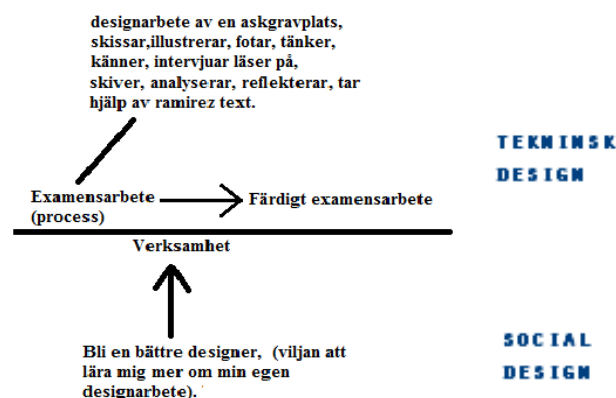 designarbete av en askgravplats,
skissar,illustrerar, fotar, tänker,
känner, intervjuar läser på,
skiver, analyserar, reflekterar, tar
hjälp av ramirez text.
TEKNINSK
DESIGN
Examensarbete
(process)
Färdigt examensarbete
Verksamhet
Bli en bättre designer, (viljan att
lära mig mer om min egen
designarbete).
SOCIAL
DESIGN